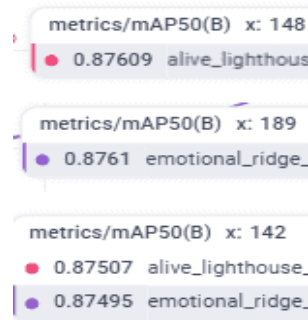 metrics/mAP50(B) x: 148
0.87609 alive_lighthous
metrics/mAP50(B) x: 189
0.8761 emotional_ridge_
metrics/mAP50(B) x: 142
0.87507 alive_lighthouse_
0.87495 emotional_ridge_